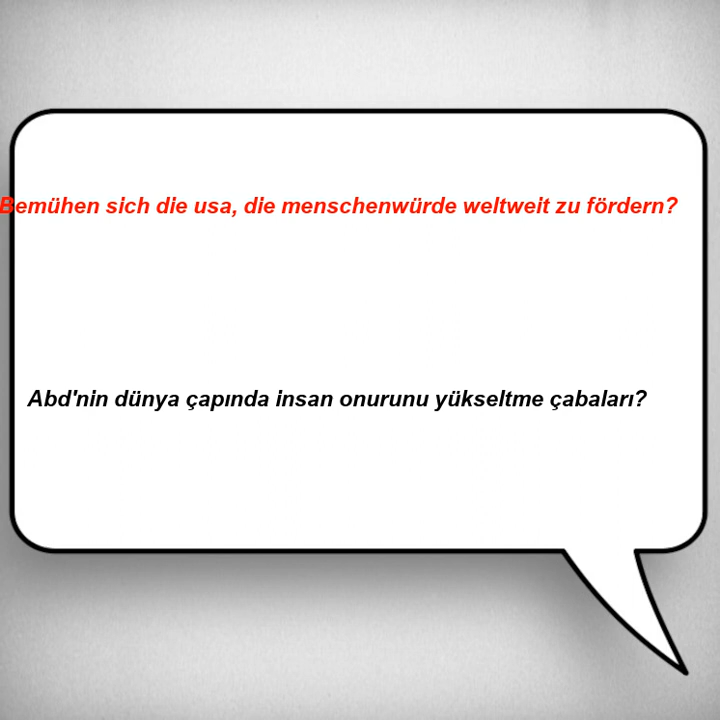 Bemühen sich die usa, die menschenwürde weltweit zu fördern?
Abd'nin dünya çapında insan onurunu yükseltme çabaları?